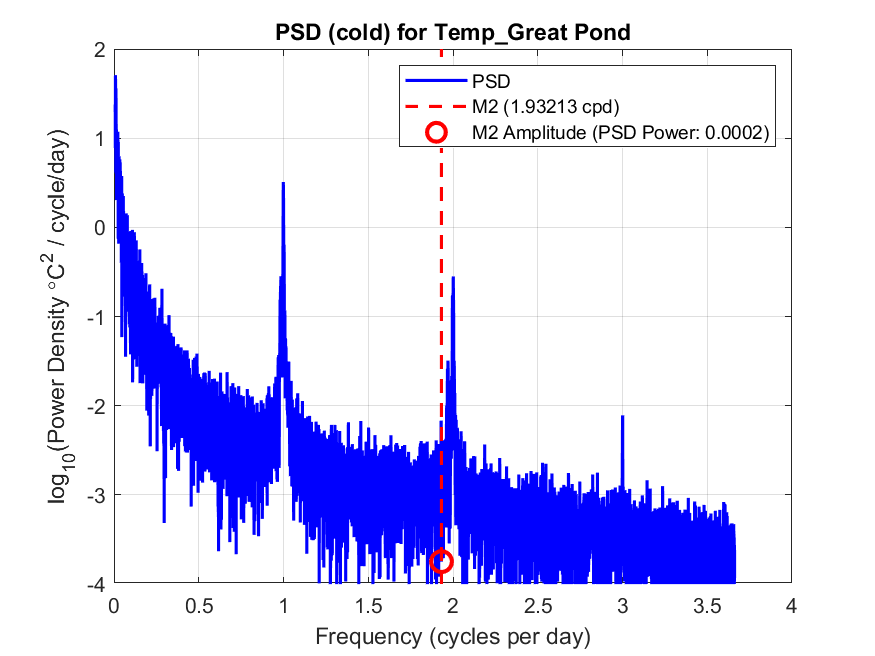 PSD (cold) for Temp_Great Pond
PSD
M2 (1.93213 cpd)
M2 Amplitude (PSD Power: 0.0002)
log10(Power Density °C2 / cycle/day)
2
1
0
-1
-2
-3
-4
0
0.5
1
1.5
2
2.5
3
3.5
4
Frequency (cycles per day)